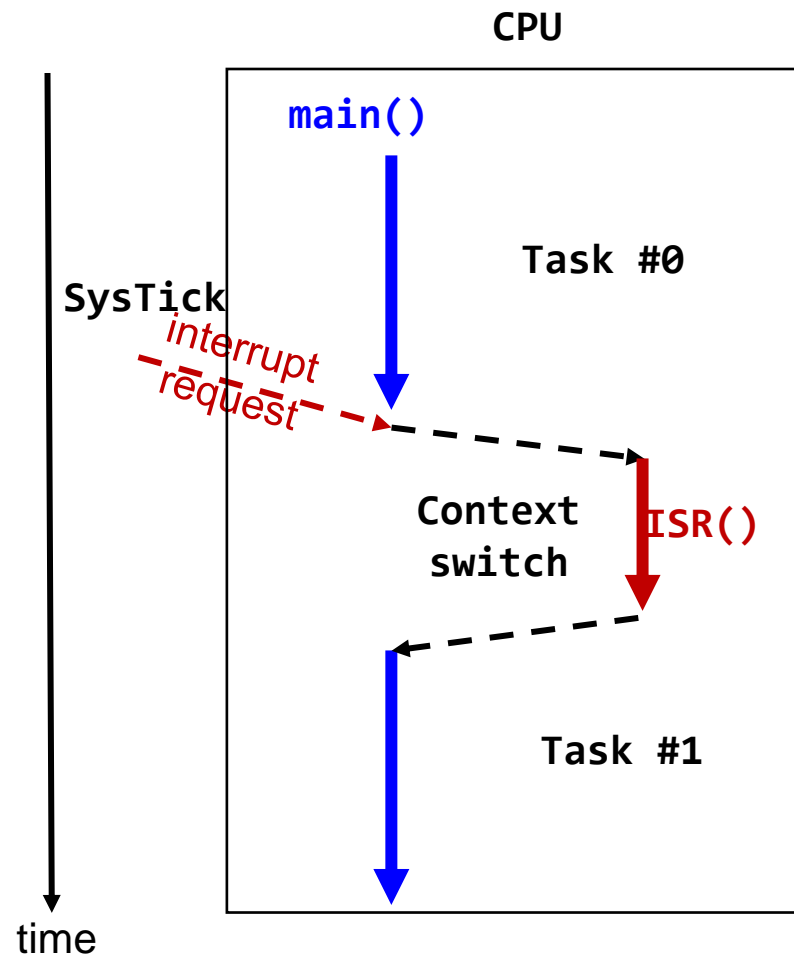 CPU
main()
Task #0
SysTick
interrupt
request
Context
switch
ISR()
Task #1
time